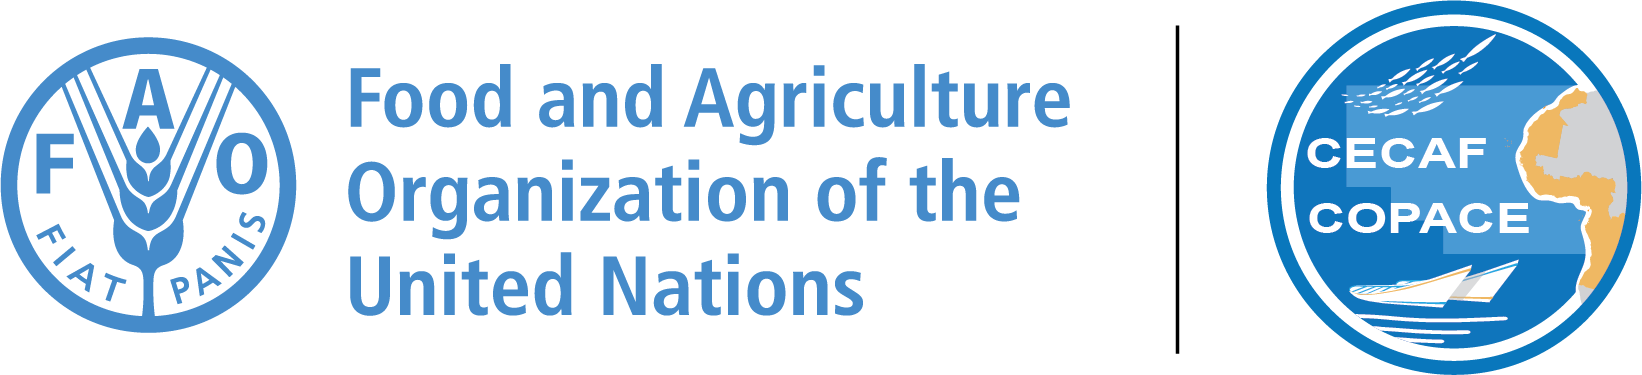 F A O
FIAT PANIS
Food and Agriculture
Organization of the
United Nations
CECAF
COPACE